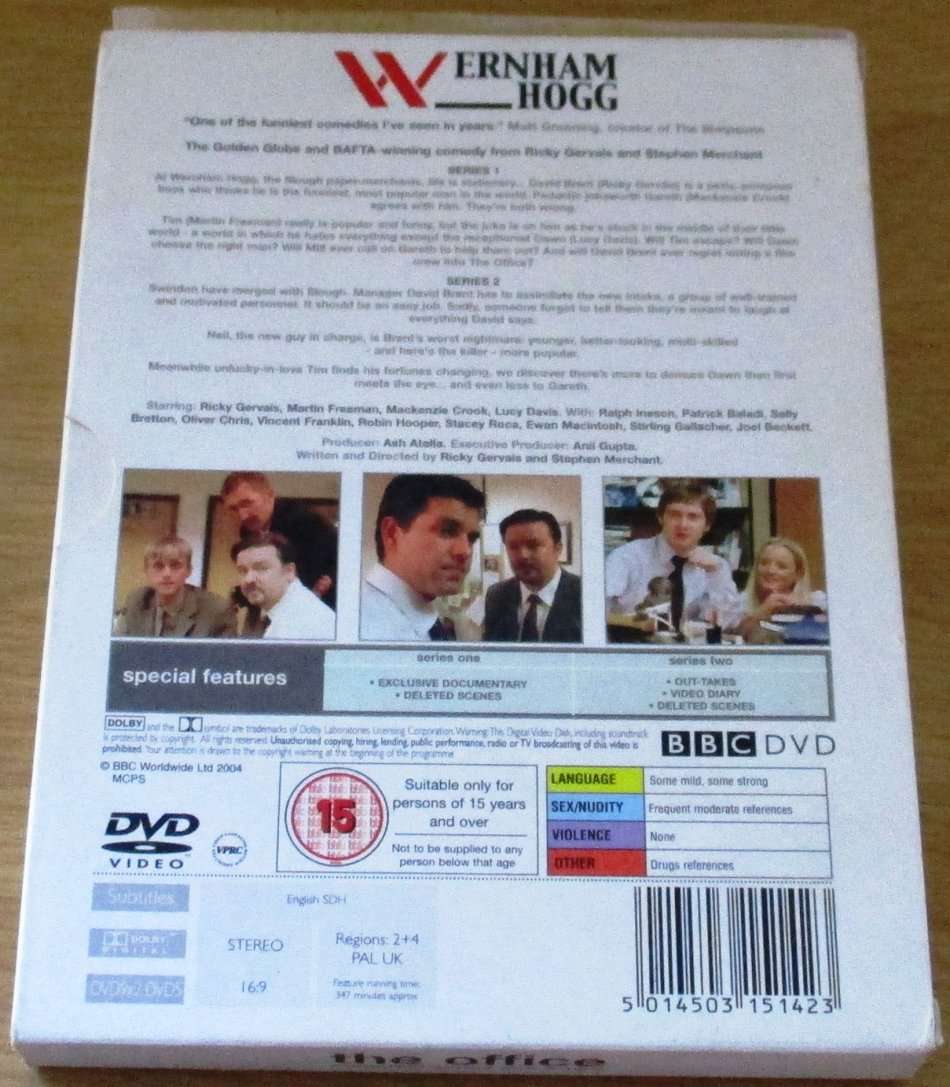 WERNHAM
HOGG
"One of the funniest comedies I've seen in years." Matt Groening, creator of The Simpsons
The Golden Globe and BAFTA-winning comedy from Ricky Gervais and Stephen Merchant
SERIES 1
At Wernham Hogg, the Slough paper-merchants, life is stationery... David Brent (Ricky Gervais) is a
boss who thinks he is the funniest, most popular man in the world. Pedantic jobsworth Gareth (Mackenzie Crook)
agrees with him. They're both wrong.
Tim (Martin Freeman) really is popular and funny, but the joke is on him as he's stuck in the middle of their little
world - a world in which he hates everything except the receptionist Dawn (Lucy Davis). Will Tim escape? Will Dawn
choose the right man? Will MI5 ever call on Gareth to help them out? And will David Brent ever regret letting a film
crew into The Office?
SERIES 2
Swindon have merged with Slough. Manager David Brent has to assimilate the new intake, a group of well-trained
and motivated personnel. It should be an easy job. Sadly, someone forgot to tell them they're meant to laugh at
everything David says.
Neil, the new guy in charge, is Brent's worst nightmare: younger, better-looking, multi-skilled
- and here's the killer - more popular.
Meanwhile unlucky-in-love Tim finds his fortunes changing, we discover there's more to demure Dawn than first
meets the eye... and even less to Gareth.
Starring: Ricky Gervais, Martin Freeman, Mackenzie Crook, Lucy Davis. With: Ralph Ineson, Patrick Baladi, Sally
Bretton, Oliver Chris, Vincent Franklin, Robin Hooper, Stacey Roca, Ewan Macintosh, Stirling Gallacher, Joel Beckett.
Producer: Ash Atalla. Executive Producer: Anil Gupta.
Written and Directed by Ricky Gervais and Stephen Merchant.
special features
series one
• EXCLUSIVE DOCUMENTARY
• DELETED SCENES
series two
• OUT-TAKES
• VIDEO DIARY
• DELETED SCENES
DOLBY and the symbol are trademarks of Dolby Laboratories Licensing Corporation. Warning: This Digital Video Disk, including soundtrack
is protected by copyright. All rights reserved. Unauthorised copying, hiring, lending, public performance, radio or TV broadcasting of this video is
prohibited. Your attention is drawn to the copyright warning at the beginning of the programme
BBC DVD
© BBC Worldwide Ltd 2004
MCPS
DVD
VIDEO
VPRC
15
Suitable only for
persons of 15 years
and over
Not to be supplied to any
person below that age
LANGUAGE Some mild, some strong
SEX/NUDITY Frequent moderate references
VIOLENCE None
OTHER Drugs references
Subtitles English SDH
DOLBY
DIGITAL
STEREO
Regions: 2+4
PAL UK
DVD9x2-DVD5
16:9
Feature running time:
347 minutes approx
5 014503 151423
the office